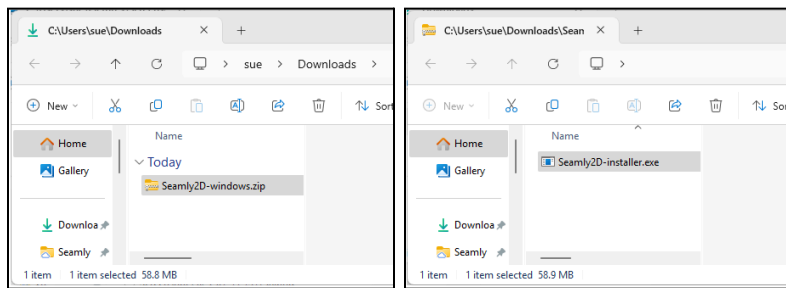 C:\Users\sue\Downloads
sue Downloads
New Sort
Home
Gallery
Downloa
Seamly
Name
Today
Seamly2D-windows.zip
1 item 1 item selected 58.8 MB
C:\Users\sue\Downloads\Sean
New So
Home
Gallery
Downloa
Seamly
Name
Seamly2D-installer.exe
1 item 1 item selected 58.9 MB